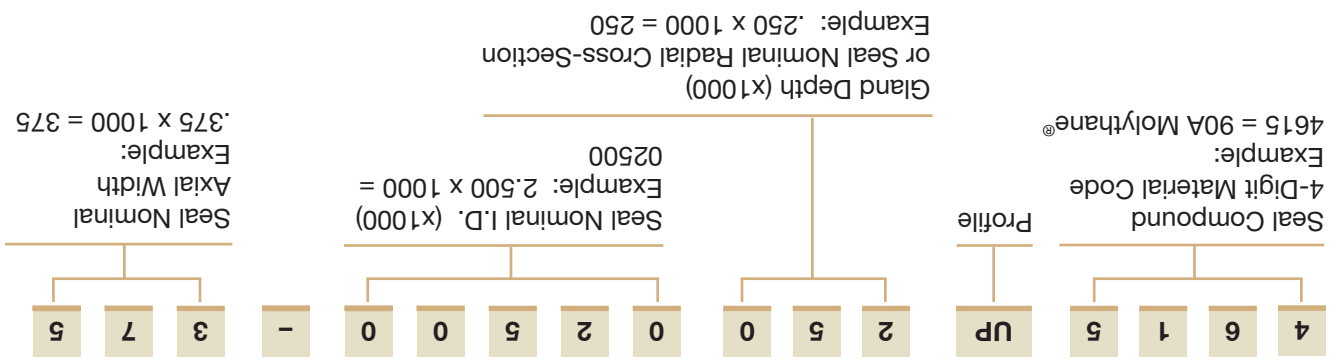 4 6 1 5 UP 2 5 0 0 2 5 0 0 – 3 7 5
Seal Compound
4-Digit Material Code
Example:
4615 = 90A Molythane®
Profile
Gland Depth (x1000)
or Seal Nominal Radial Cross-Section
Example: .250 x 1000 = 250
Seal Nominal I.D. (x1000)
Example: 2.500 x 1000 =
02500
Seal Nominal
Axial Width
Example:
.375 x 1000 = 375